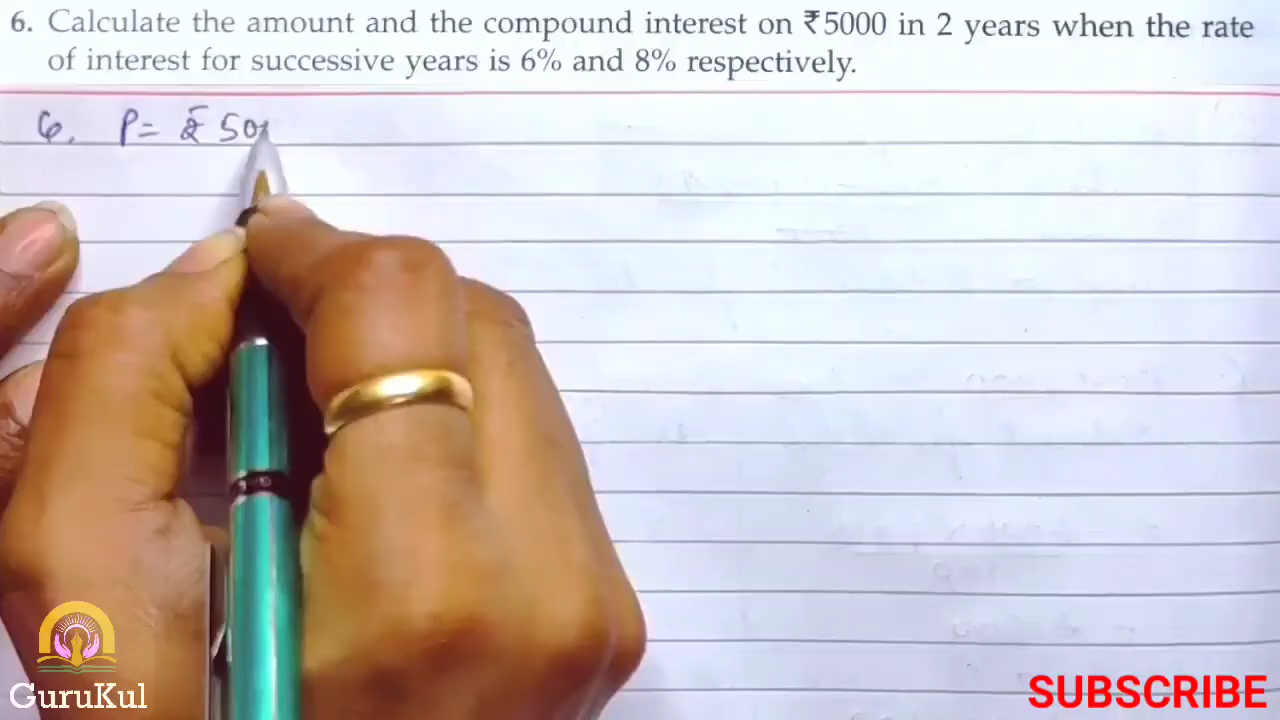 6. Calculate the amount and the compound interest on ₹5000 in 2 years when the rate
of interest for successive years is 6% and 8% respectively.
6. P = ₹ 500
GuruKul
SUBSCRIBE